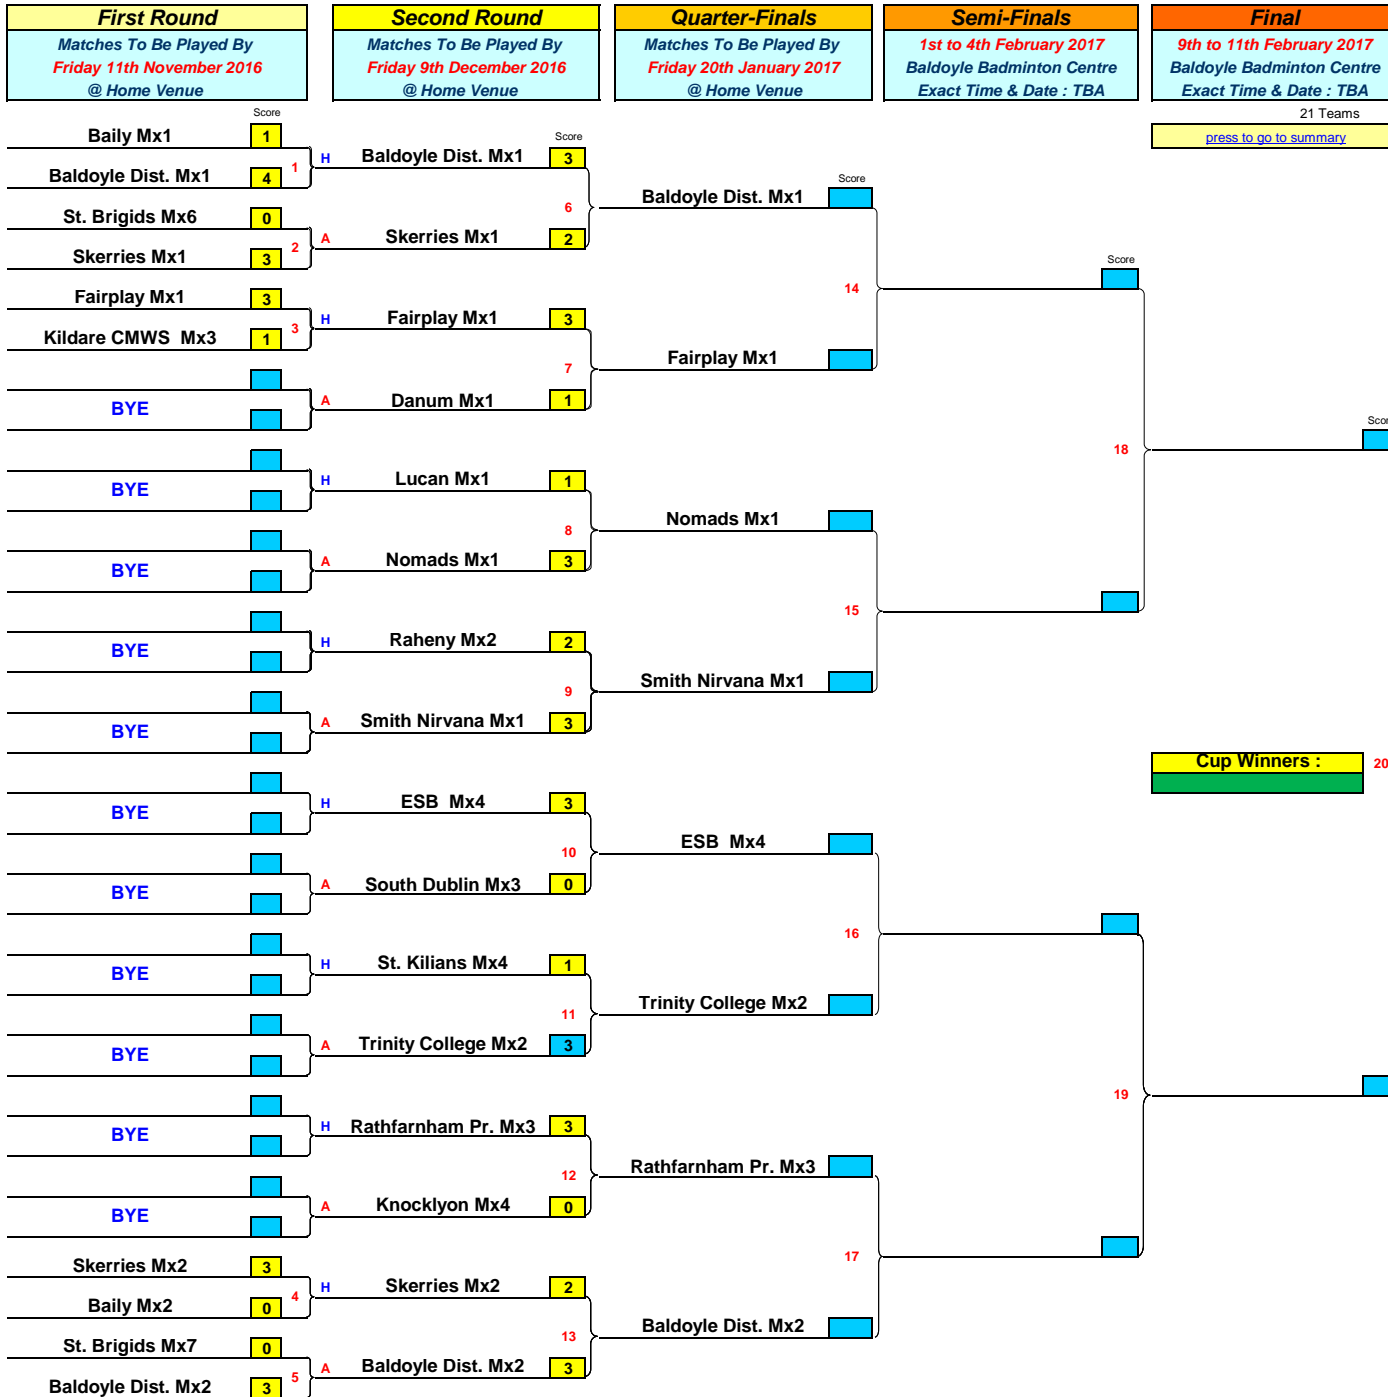 First Round
Matches To Be Played By
Friday 11th November 2016
@ Home Venue
Second Round
Matches To Be Played By
Friday 9th December 2016
@ Home Venue
Quarter-Finals
Matches To Be Played By
Friday 20th January 2017
@ Home Venue
Semi-Finals
1st to 4th February 2017
Baldoyle Badminton Centre
Exact Time & Date : TBA
Final
9th to 11th February 2017
Baldoyle Badminton Centre
Exact Time & Date : TBA
21 Teams
press to go to summary
Score
Baily Mx1 1
1
Baldoyle Dist. Mx1 4
St. Brigids Mx6 0
2
Skerries Mx1 3
Fairplay Mx1 3
3
Kildare CMWS Mx3 1
BYE
BYE
BYE
BYE
BYE
BYE
BYE
BYE
BYE
BYE
BYE
Skerries Mx2 3
4
Baily Mx2 0
St. Brigids Mx7 0
5
Baldoyle Dist. Mx2 3
Score
H Baldoyle Dist. Mx1 3
6
A Skerries Mx1 2
H Fairplay Mx1 3
7
A Danum Mx1 1
H Lucan Mx1 1
8
A Nomads Mx1 3
H Raheny Mx2 2
9
A Smith Nirvana Mx1 3
H ESB Mx4 3
10
A South Dublin Mx3 0
H St. Kilians Mx4 1
11
A Trinity College Mx2 3
H Rathfarnham Pr. Mx3 3
12
A Knocklyon Mx4 0
H Skerries Mx2 2
13
A Baldoyle Dist. Mx2 3
Score
Baldoyle Dist. Mx1
14
Fairplay Mx1
Nomads Mx1
15
Smith Nirvana Mx1
ESB Mx4
16
Trinity College Mx2
Rathfarnham Pr. Mx3
17
Baldoyle Dist. Mx2
Score
18
19
Scor
Cup Winners : 20